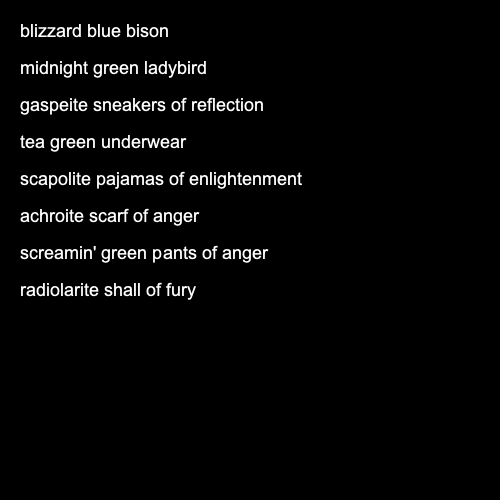 blizzard blue bison
midnight green ladybird
gaspeite sneakers of reflection
tea green underwear
scapolite pajamas of enlightenment
achroite scarf of anger
screamin' green pants of anger
radiolarite shall of fury